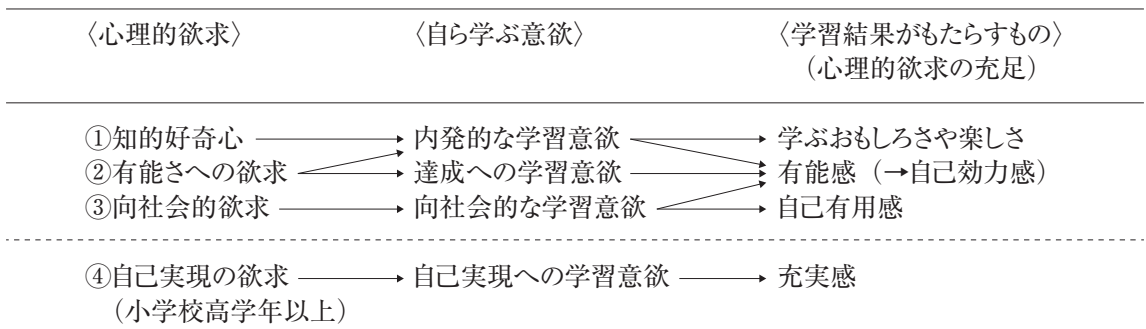 〈心理的欲求〉 〈自ら学ぶ意欲〉 〈学習結果がもたらすもの〉
(心理的欲求の充足)
①知的好奇心 内発的な学習意欲 学ぶおもしろさや楽しさ
②有能さへの欲求 達成への学習意欲 有能感(→自己効力感)
③向社会的欲求 向社会的な学習意欲 自己有用感
④自己実現の欲求 自己実現への学習意欲 充実感
(小学校高学年以上)